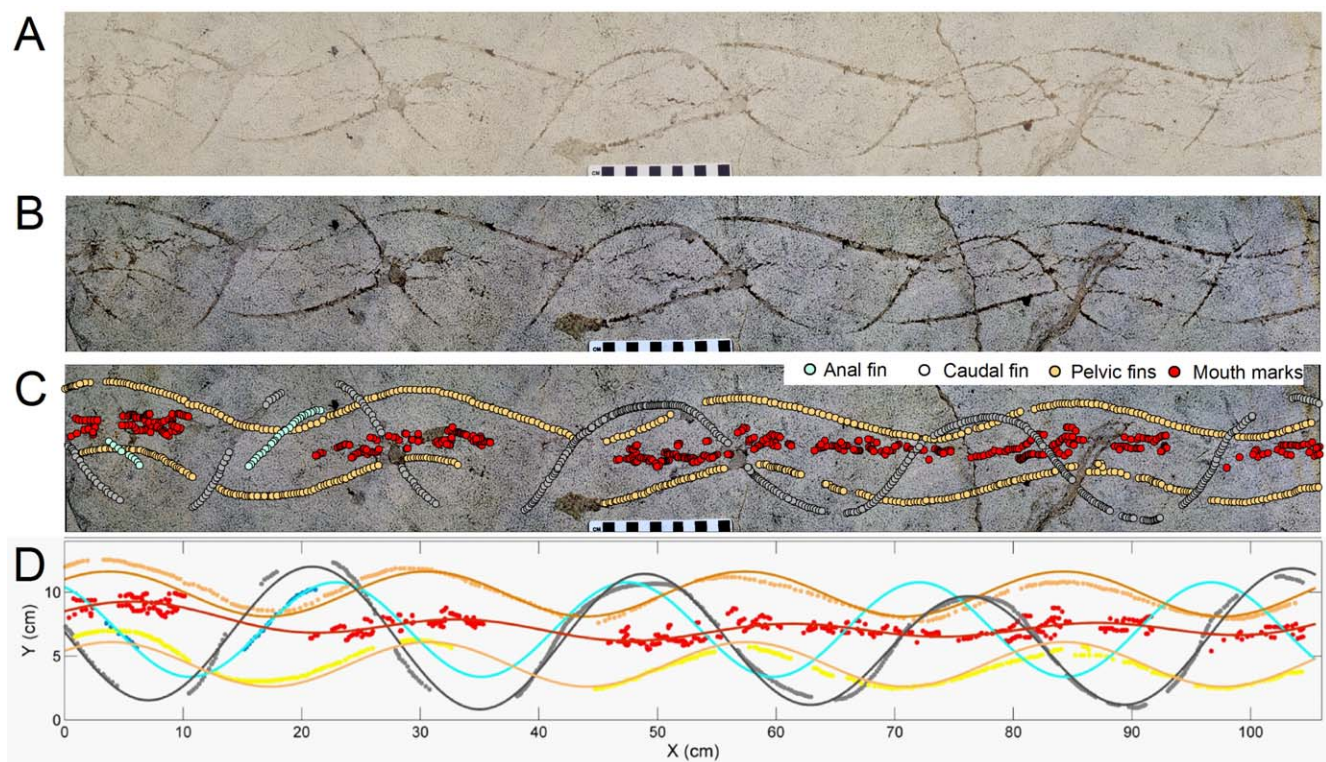 A
CM
B
CM
C
Anal fin Caudal fin Pelvic fins Mouth marks
CM
D
10
5
0
Y (cm)
0 10 20 30 40 50 60 70 80 90 100
X (cm)